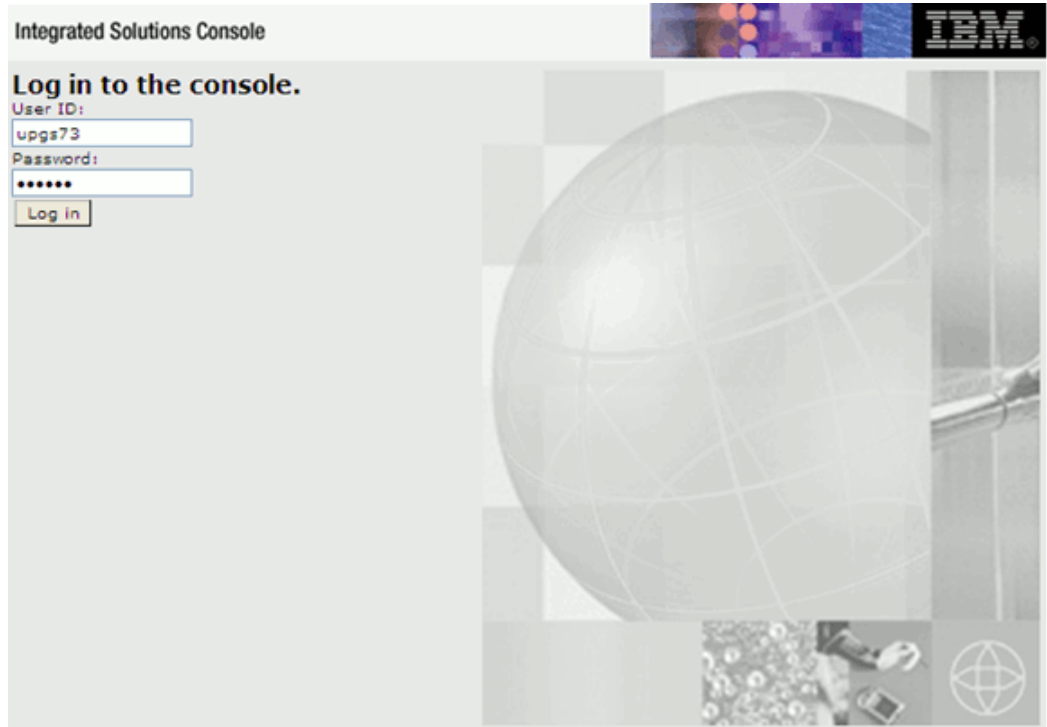 Integrated Solutions Console
IBM®
Log in to the console.
User ID:
upgs73
Password:
••••••
Log in